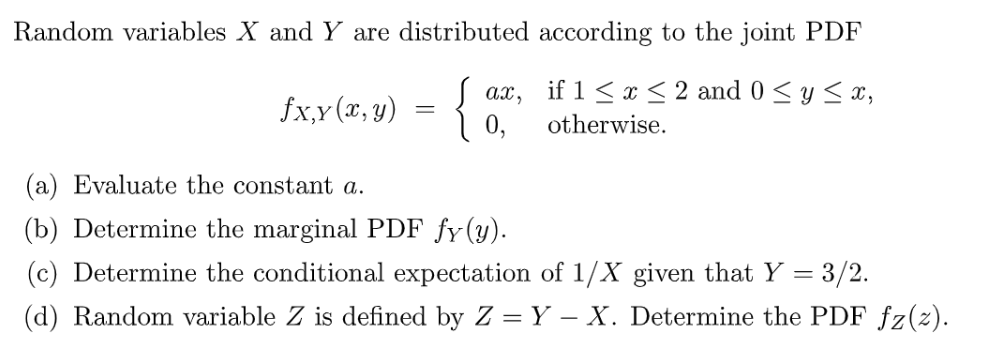 Random variables X and Y are distributed according to the joint PDF
f_{X,Y}(x, y) = { ax, if 1 ≤ x ≤ 2 and 0 ≤ y ≤ x,
0, otherwise.
(a) Evaluate the constant a.
(b) Determine the marginal PDF f_Y(y).
(c) Determine the conditional expectation of 1/X given that Y = 3/2.
(d) Random variable Z is defined by Z = Y − X. Determine the PDF f_Z(z).